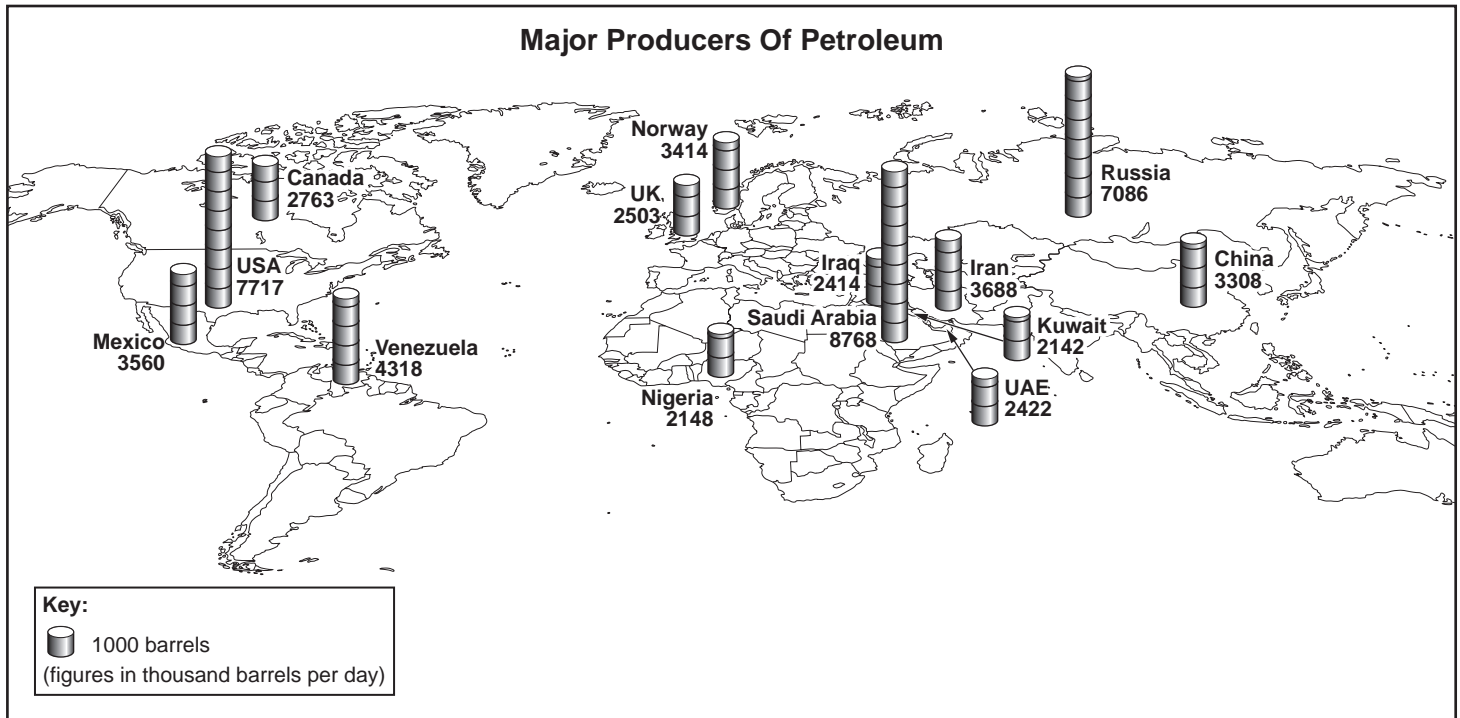 Major Producers Of Petroleum
Norway
3414
Canada
2763
UK
2503
Russia
7086
USA
7717
Iraq
2414
Iran
3688
China
3308
Mexico
3560
Venezuela
4318
Saudi Arabia
8768
Kuwait
2142
Nigeria
2148
UAE
2422
Key:
1000 barrels
(figures in thousand barrels per day)